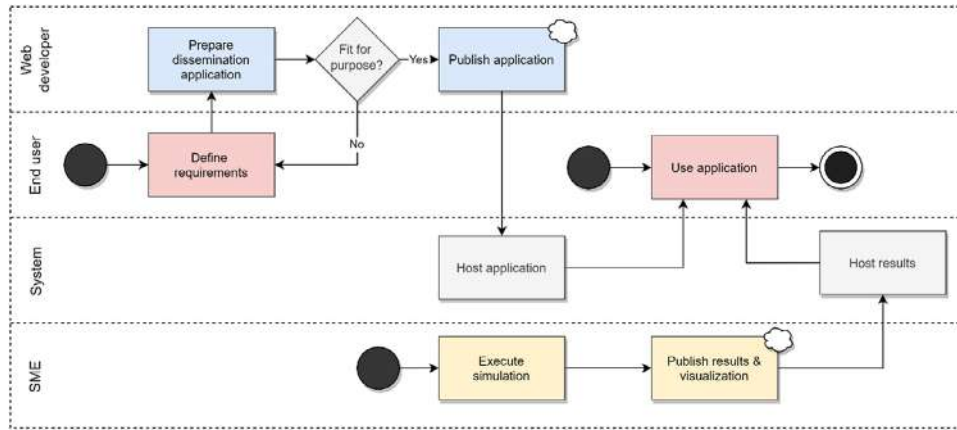 Web
developer
Prepare
dissemination
application
Fit for
purpose?
Yes
Publish application
End user
Define
requirements
No
Use application
System
Host application
Host results
SME
Execute
simulation
Publish results &
visualization